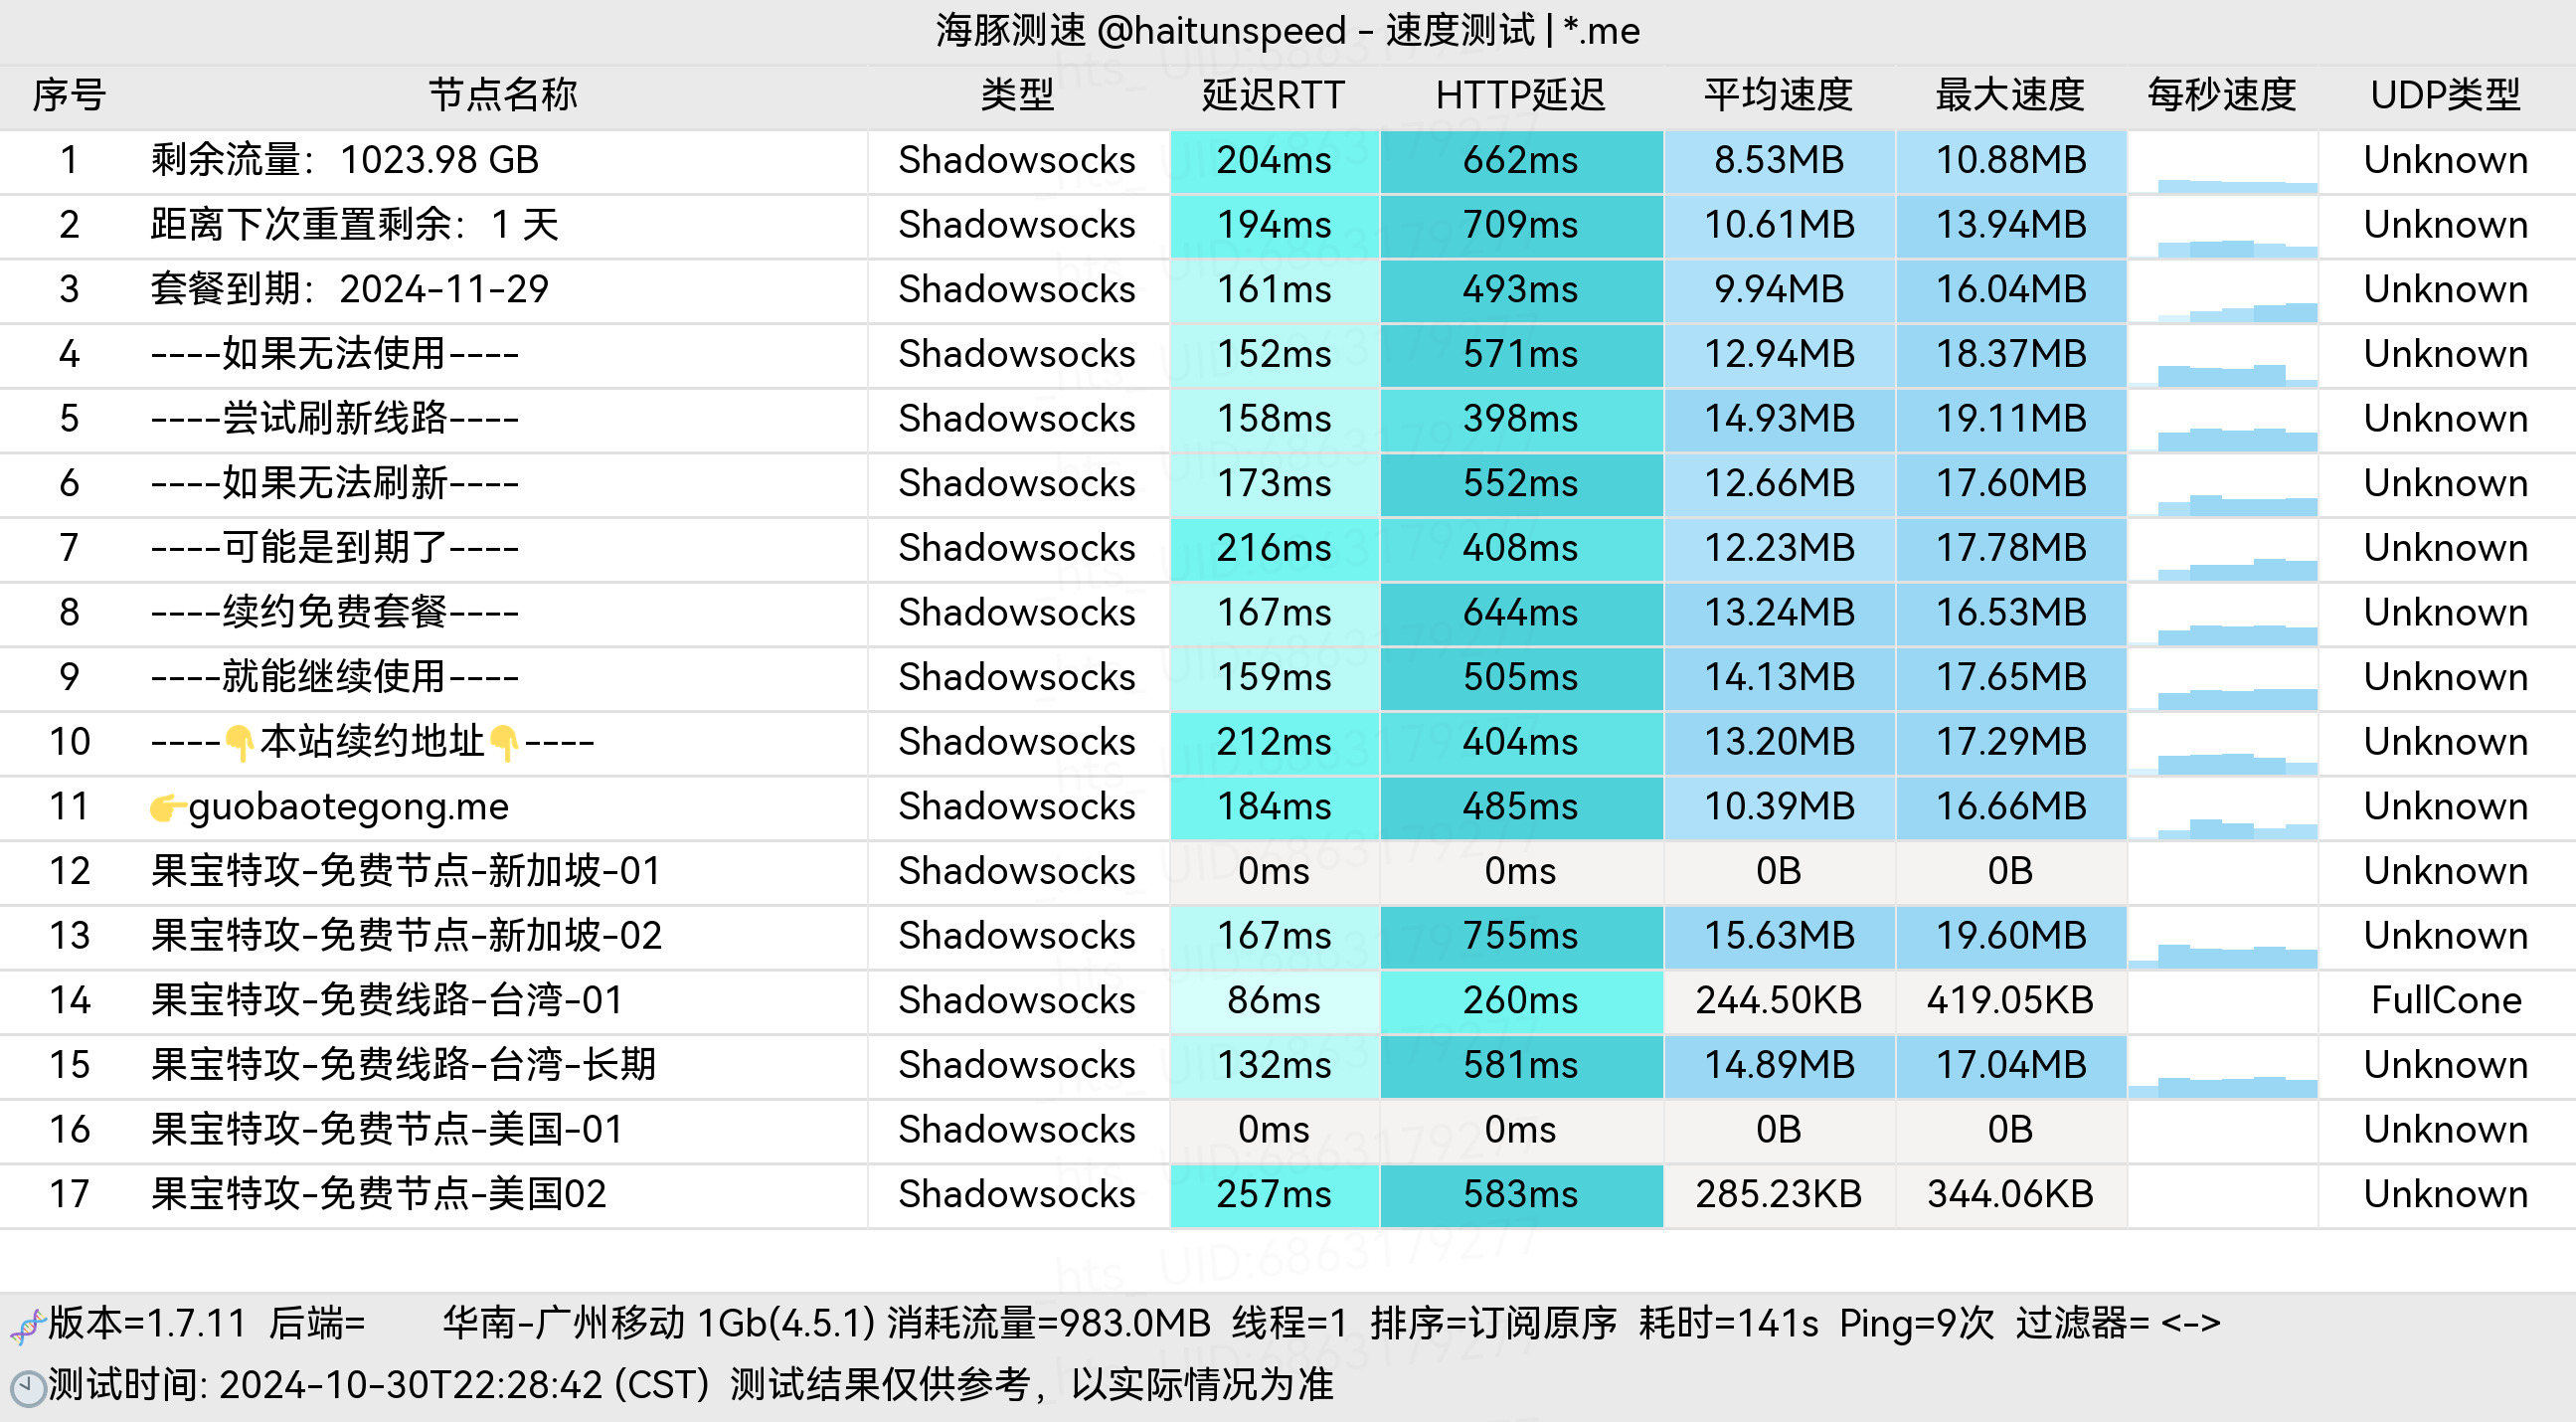 海豚测速 @haitunspeed - 速度测试 | *.me
序号 节点名称 类型 延迟RTT HTTP延迟 平均速度 最大速度 每秒速度 UDP类型
1 剩余流量：1023.98 GB Shadowsocks 204ms 662ms 8.53MB 10.88MB Unknown
2 距离下次重置剩余：1 天 Shadowsocks 194ms 709ms 10.61MB 13.94MB Unknown
3 套餐到期：2024-11-29 Shadowsocks 161ms 493ms 9.94MB 16.04MB Unknown
4 ----如果无法使用---- Shadowsocks 152ms 571ms 12.94MB 18.37MB Unknown
5 ----尝试刷新线路---- Shadowsocks 158ms 398ms 14.93MB 19.11MB Unknown
6 ----如果无法刷新---- Shadowsocks 173ms 552ms 12.66MB 17.60MB Unknown
7 ----可能是到期了---- Shadowsocks 216ms 408ms 12.23MB 17.78MB Unknown
8 ----续约免费套餐---- Shadowsocks 167ms 644ms 13.24MB 16.53MB Unknown
9 ----就能继续使用---- Shadowsocks 159ms 505ms 14.13MB 17.65MB Unknown
10 ----👇本站续约地址👇---- Shadowsocks 212ms 404ms 13.20MB 17.29MB Unknown
11 👉guobaotegong.me Shadowsocks 184ms 485ms 10.39MB 16.66MB Unknown
12 果宝特攻-免费节点-新加坡-01 Shadowsocks 0ms 0ms 0B 0B Unknown
13 果宝特攻-免费节点-新加坡-02 Shadowsocks 167ms 755ms 15.63MB 19.60MB Unknown
14 果宝特攻-免费线路-台湾-01 Shadowsocks 86ms 260ms 244.50KB 419.05KB FullCone
15 果宝特攻-免费线路-台湾-长期 Shadowsocks 132ms 581ms 14.89MB 17.04MB Unknown
16 果宝特攻-免费节点-美国-01 Shadowsocks 0ms 0ms 0B 0B Unknown
17 果宝特攻-免费节点-美国02 Shadowsocks 257ms 583ms 285.23KB 344.06KB Unknown
🧬版本=1.7.11 后端= 华南-广州移动 1Gb(4.5.1) 消耗流量=983.0MB 线程=1 排序=订阅原序 耗时=141s Ping=9次 过滤器= <->
🕙测试时间: 2024-10-30T22:28:42 (CST) 测试结果仅供参考，以实际情况为准
hts_ UID:6863179277